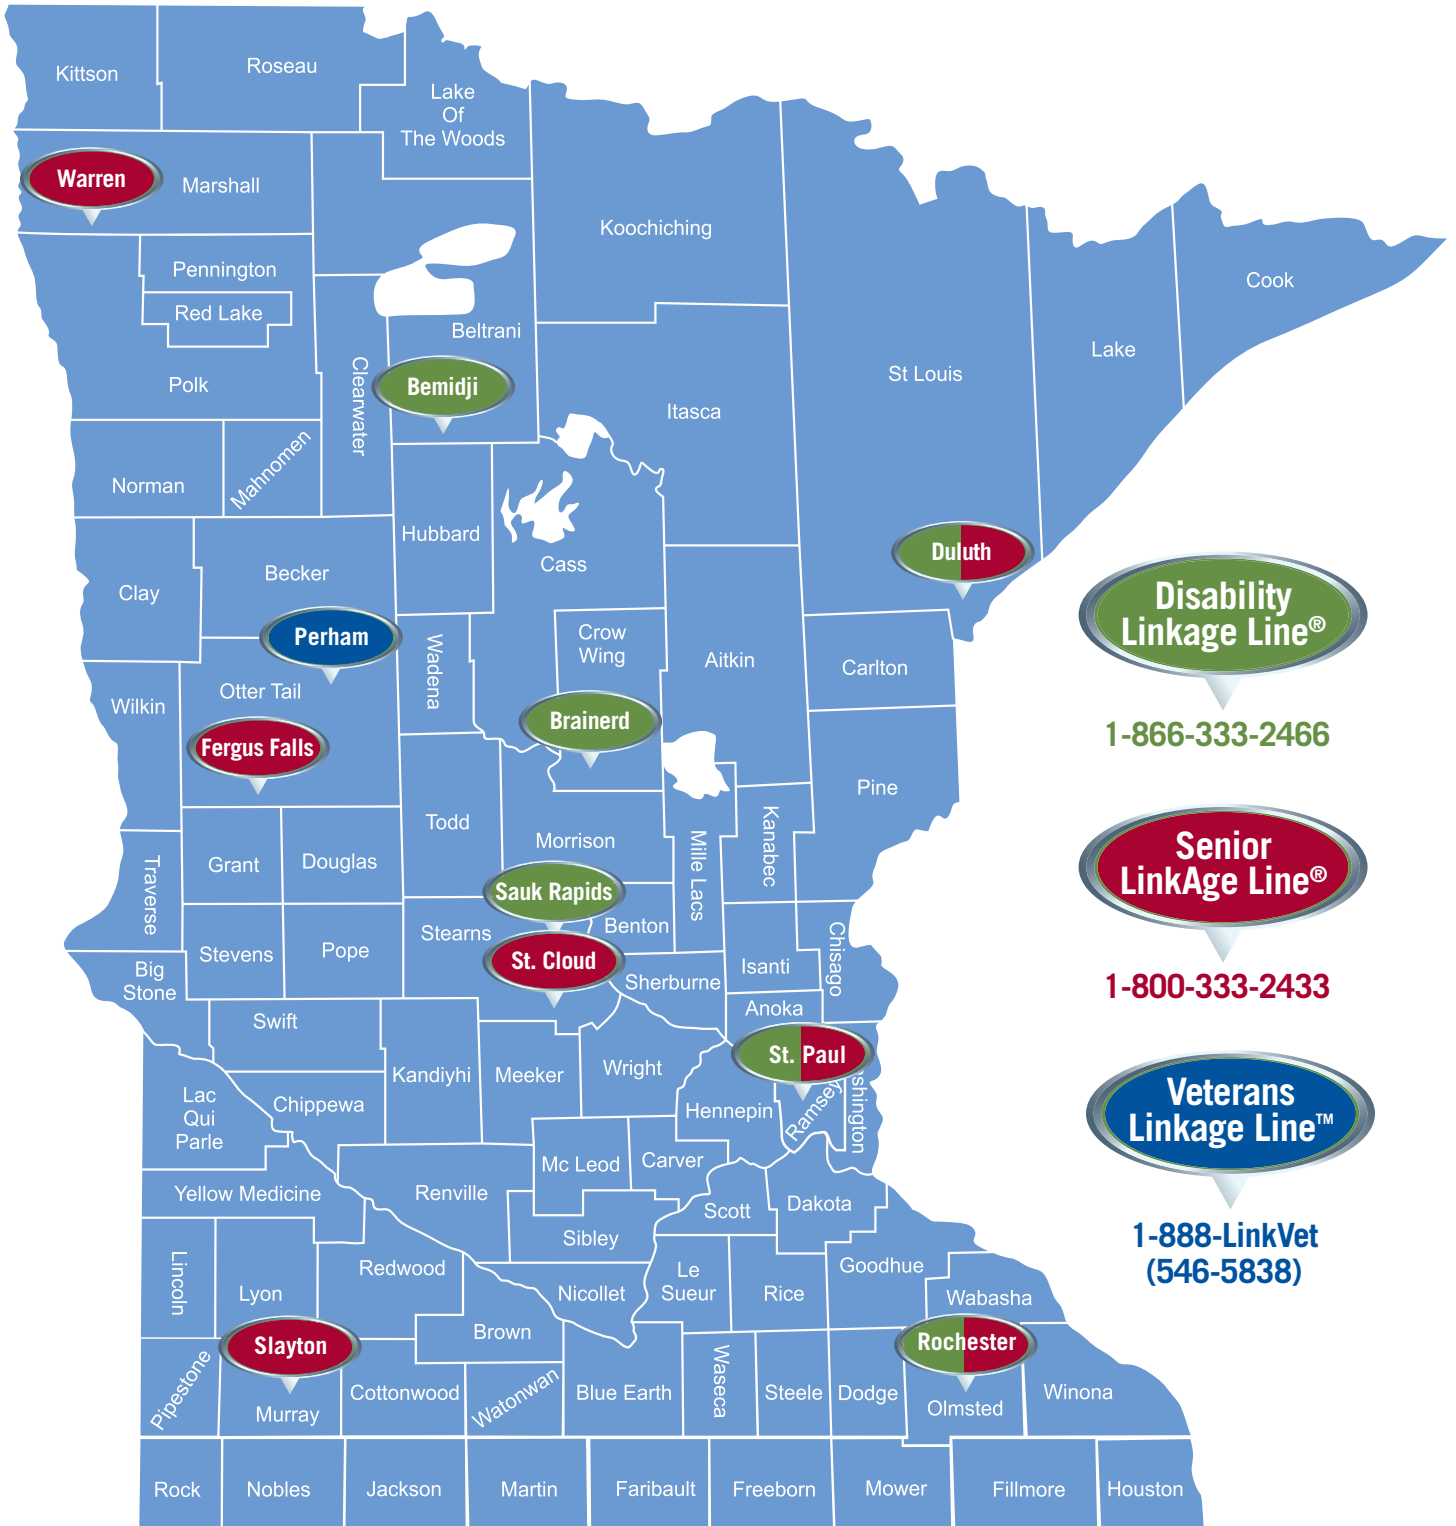 Kittson
Roseau
Lake
Of
The Woods
Warren
Marshall
Koochiching
Pennington
Red Lake
Beltrani
Cook
Lake
St Louis
Polk
Clearwater
Bemidji
Itasca
Norman
Mahnomen
Hubbard
Cass
Duluth
Clay
Becker
Perham
Wadena
Crow
Wing
Aitkin
Carlton
Otter Tail
Wilkin
Fergus Falls
Brainerd
Pine
Todd
Morrison
Mille Lacs
Kanabec
Traverse
Grant
Douglas
Sauk Rapids
Benton
Stearns
Stevens
Pope
St. Cloud
Sherburne
Isanti
Chisago
Big
Stone
Swift
Anoka
St. Paul
Kandiyhi
Meeker
Wright
Lac
Qui
Parle
Chippewa
Hennepin
Ramsey
shington
Mc Leod
Carver
Yellow Medicine
Renville
Scott
Dakota
Sibley
Lincoln
Lyon
Redwood
Nicollet
Le
Sueur
Rice
Goodhue
Wabasha
Brown
Slayton
Rochester
Pipestone
Murray
Cottonwood
Watonwan
Blue Earth
Waseca
Steele
Dodge
Olmsted
Winona
Rock
Nobles
Jackson
Martin
Faribault
Freeborn
Mower
Fillmore
Houston
Disability
Linkage Line®
1-866-333-2466
Senior
LinkAge Line®
1-800-333-2433
Veterans
Linkage Line™
1-888-LinkVet
(546-5838)